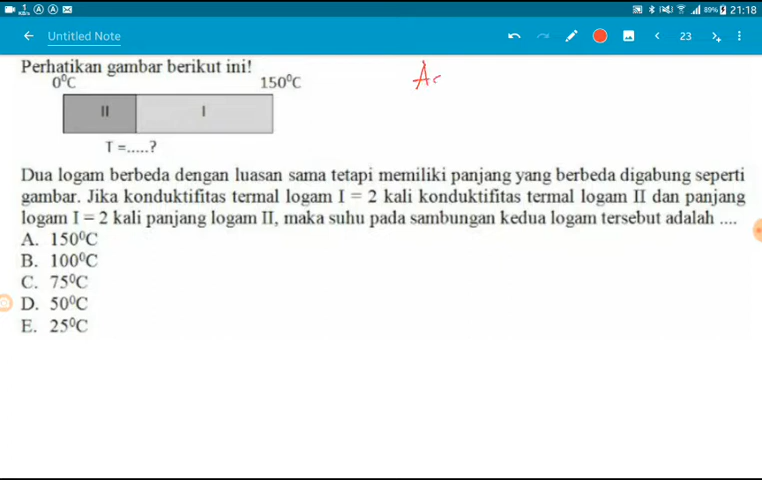 1
KB/s
89%
21:18
Untitled Note
23
Perhatikan gambar berikut ini!
0⁰C 150⁰C
II I
T =.....?
Dua logam berbeda dengan luasan sama tetapi memiliki panjang yang berbeda digabung seperti
gambar. Jika konduktifitas termal logam I = 2 kali konduktifitas termal logam II dan panjang
logam I = 2 kali panjang logam II, maka suhu pada sambungan kedua logam tersebut adalah ....
A. 150⁰C
B. 100⁰C
C. 75⁰C
D. 50⁰C
E. 25⁰C